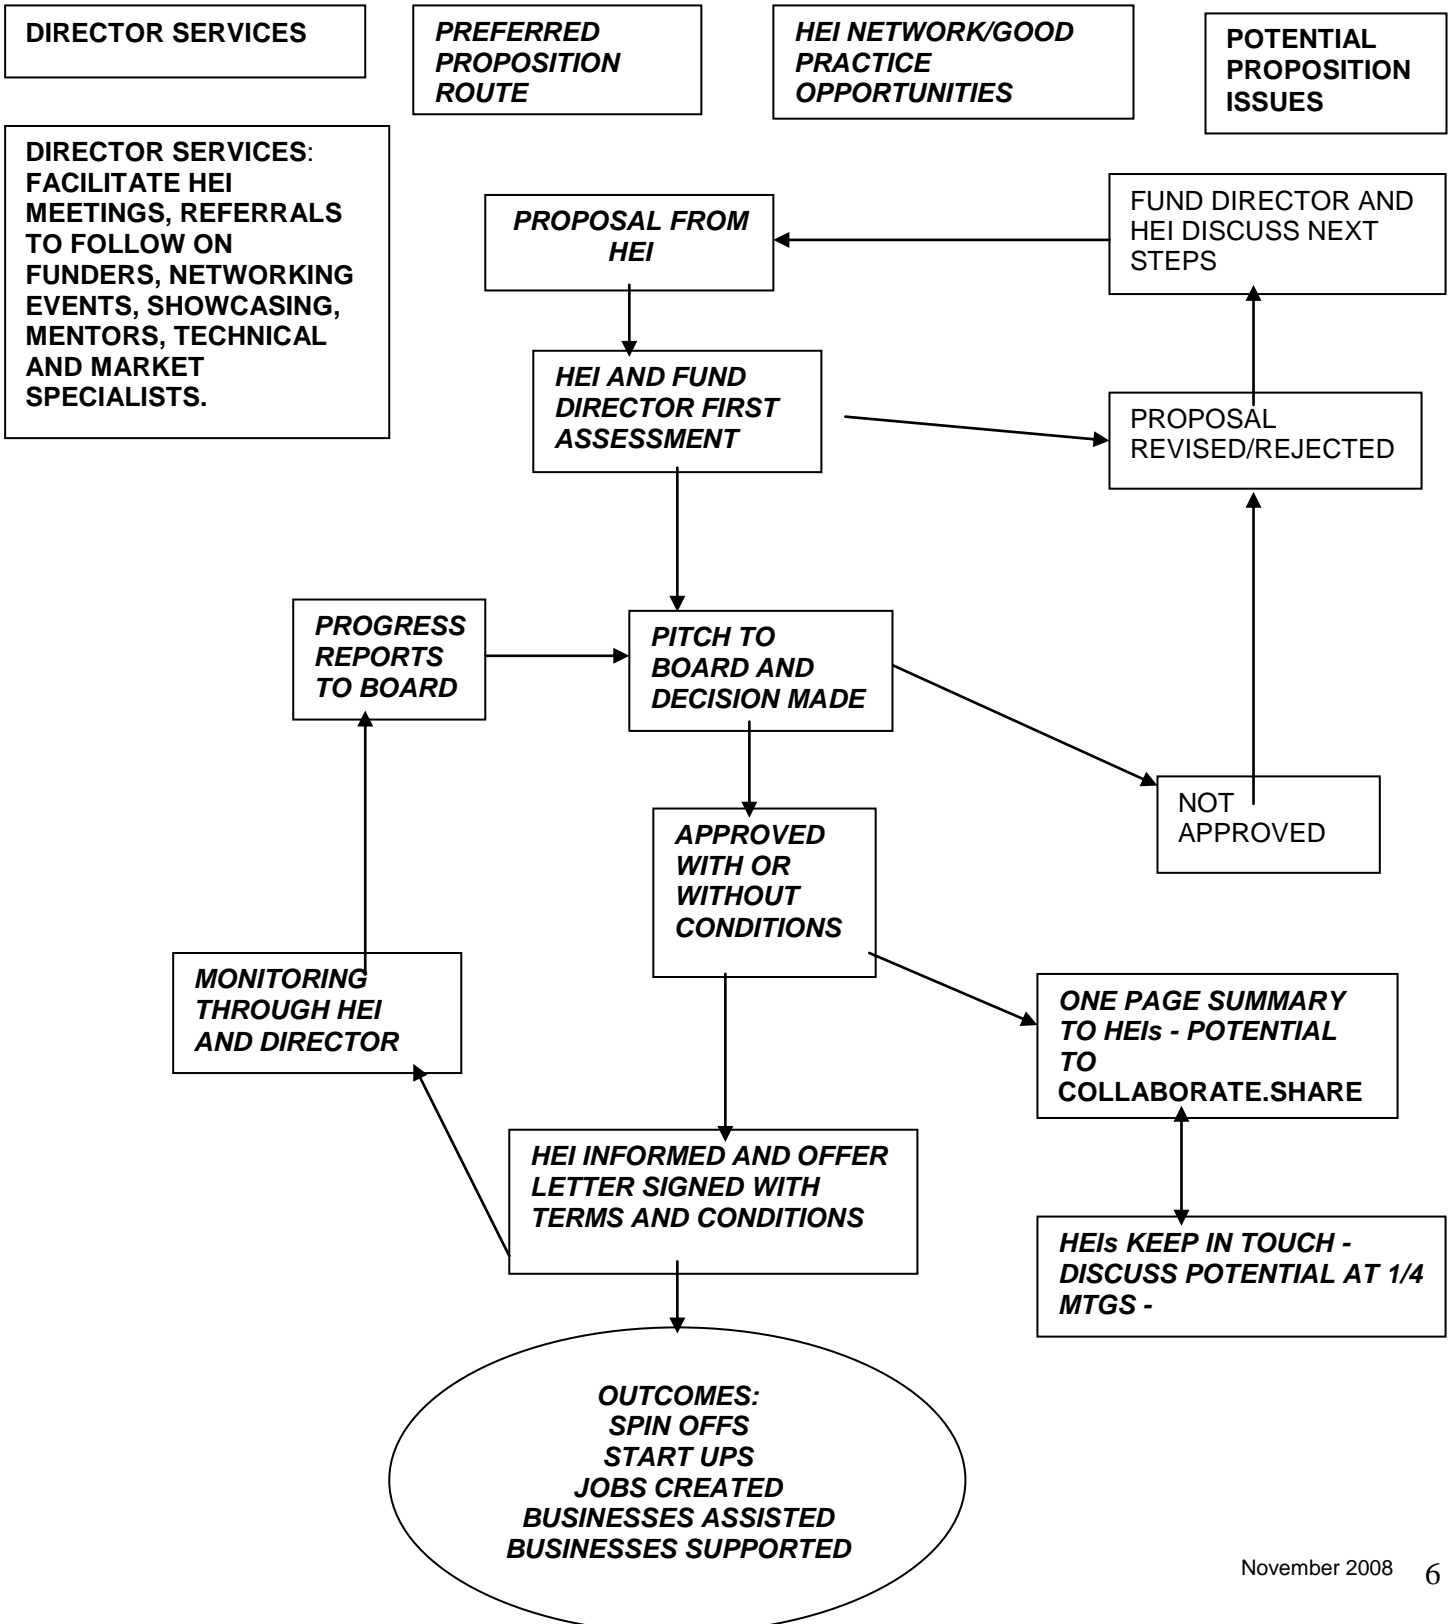 DIRECTOR SERVICES
PREFERRED
PROPOSITION
ROUTE
HEI NETWORK/GOOD
PRACTICE
OPPORTUNITIES
POTENTIAL
PROPOSITION
ISSUES
DIRECTOR SERVICES:
FACILITATE HEI
MEETINGS, REFERRALS
TO FOLLOW ON
FUNDERS, NETWORKING
EVENTS, SHOWCASING,
MENTORS, TECHNICAL
AND MARKET
SPECIALISTS.
PROPOSAL FROM
HEI
FUND DIRECTOR AND
HEI DISCUSS NEXT
STEPS
HEI AND FUND
DIRECTOR FIRST
ASSESSMENT
PROPOSAL
REVISED/REJECTED
PROGRESS
REPORTS
TO BOARD
PITCH TO
BOARD AND
DECISION MADE
NOT
APPROVED
APPROVED
WITH OR
WITHOUT
CONDITIONS
MONITORING
THROUGH HEI
AND DIRECTOR
ONE PAGE SUMMARY
TO HEIs - POTENTIAL
TO
COLLABORATE.SHARE
HEI INFORMED AND OFFER
LETTER SIGNED WITH
TERMS AND CONDITIONS
HEIs KEEP IN TOUCH -
DISCUSS POTENTIAL AT 1/4
MTGS -
OUTCOMES:
SPIN OFFS
START UPS
JOBS CREATED
BUSINESSES ASSISTED
BUSINESSES SUPPORTED
November 2008 6